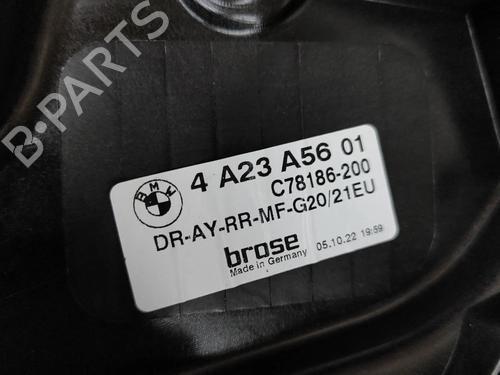 B-PARTS
BMW
4 A23 A56 01
C78186-200
DR-AY-RR-MF-G20/21EU
brose
Made in Germany
05.10.22 19:59